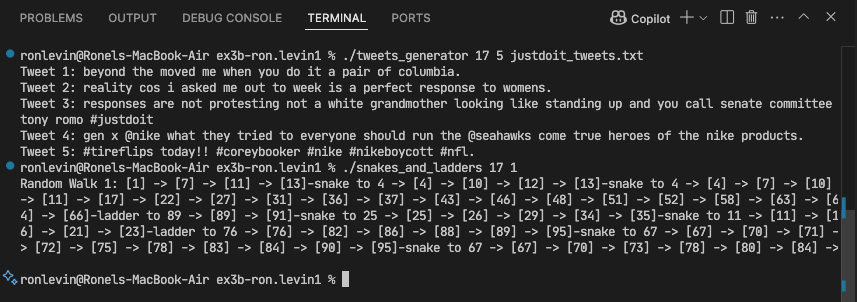 PROBLEMS OUTPUT DEBUG CONSOLE TERMINAL PORTS Copilot
ronlevin@Ronels-MacBook-Air ex3b-ron.levin1 % ./tweets_generator 17 5 justdoit_tweets.txt
Tweet 1: beyond the moved me when you do it a pair of columbia.
Tweet 2: reality cos i asked me out to week is a perfect response to womens.
Tweet 3: responses are not protesting not a white grandmother looking like standing up and you call senate committee
tony romo #justdoit
Tweet 4: gen x @nike what they tried to everyone should run the @seahawks come true heroes of the nike products.
Tweet 5: #tireflips today!! #coreybooker #nike #nikeboycott #nfl.
ronlevin@Ronels-MacBook-Air ex3b-ron.levin1 % ./snakes_and_ladders 17 1
Random Walk 1: [1] -> [7] -> [11] -> [13]-snake to 4 -> [4] -> [10] -> [12] -> [13]-snake to 4 -> [4] -> [7] -> [10]
-> [11] -> [17] -> [22] -> [27] -> [31] -> [36] -> [37] -> [43] -> [46] -> [48] -> [51] -> [52] -> [58] -> [63] -> [6
4] -> [66]-ladder to 89 -> [89] -> [91]-snake to 25 -> [25] -> [26] -> [29] -> [34] -> [35]-snake to 11 -> [11] -> [1
6] -> [21] -> [23]-ladder to 76 -> [76] -> [82] -> [86] -> [88] -> [89] -> [95]-snake to 67 -> [67] -> [70] -> [71] -
> [72] -> [75] -> [78] -> [83] -> [84] -> [90] -> [95]-snake to 67 -> [67] -> [70] -> [73] -> [78] -> [80] -> [84] ->
ronlevin@Ronels-MacBook-Air ex3b-ron.levin1 %